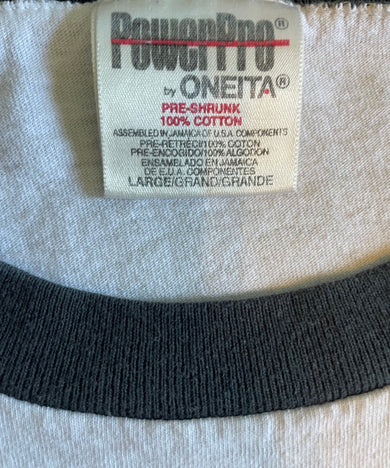 PowerPro®
by ONEITA®
PRE-SHRUNK
100% COTTON
ASSEMBLED IN JAMAICA OF U.S.A. COMPONENTS
PRE-RETRECI/100% COTON
PRE-ENCOGIDO/100% ALGODON
ENSAMBLADO EN JAMAICA
DE E.U.A. COMPONENTES
LARGE/GRAND/GRANDE